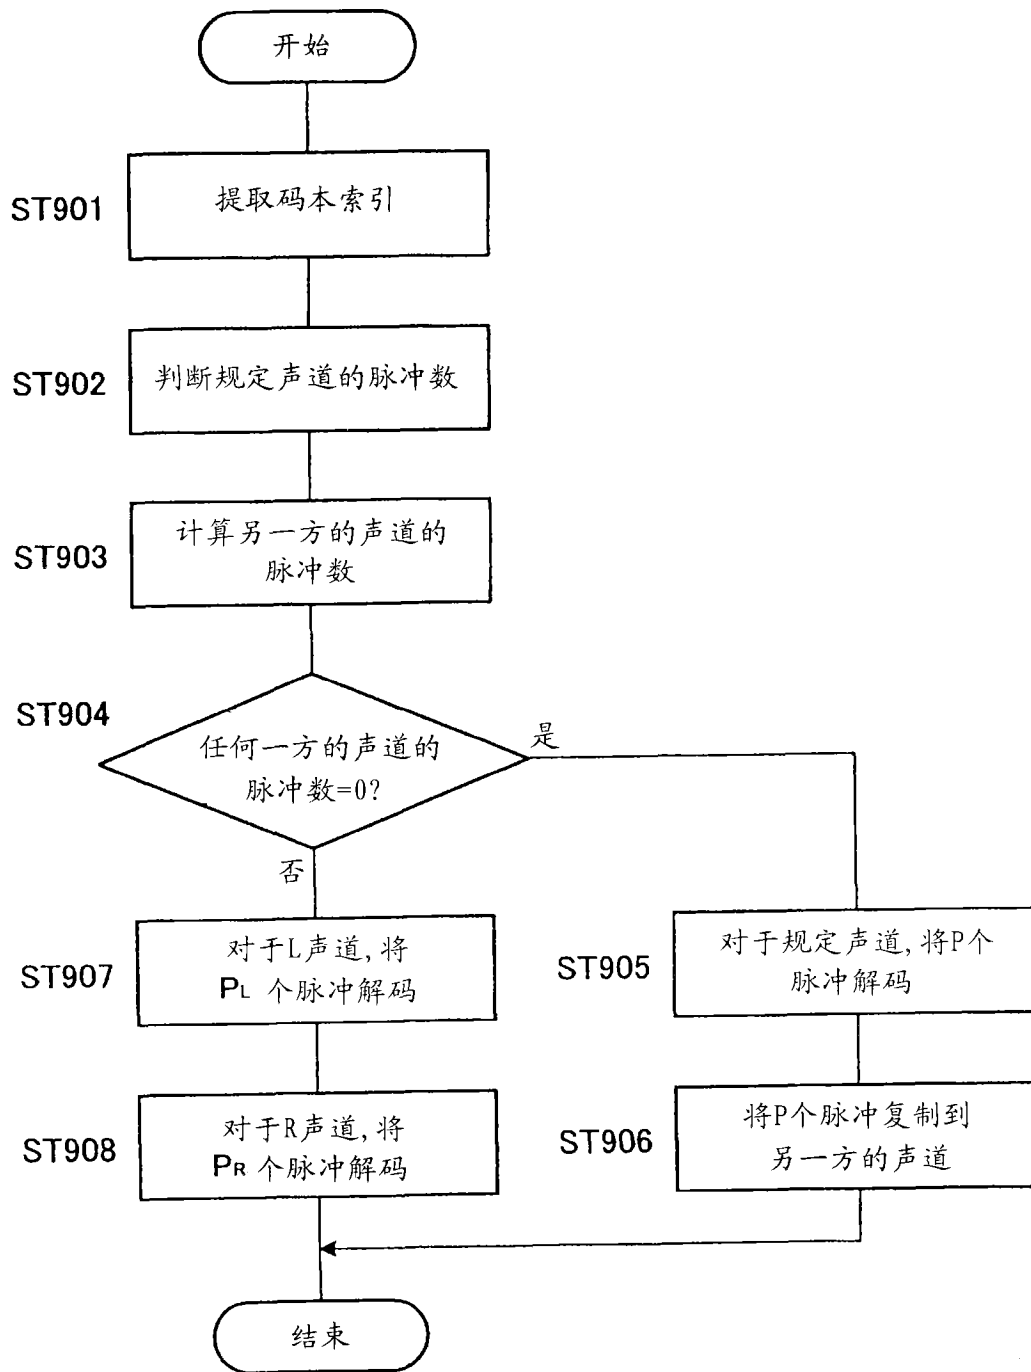 开始
ST901
提取码本索引
ST902
判断规定声道的脉冲数
ST903
计算另一方的声道的
脉冲数
ST904
任何一方的声道的
脉冲数=0?
是
否
ST907
对于L声道,将
PL 个脉冲解码
ST905
对于规定声道,将P个
脉冲解码
ST908
对于R声道,将
PR 个脉冲解码
ST906
将P个脉冲复制到
另一方的声道
结束